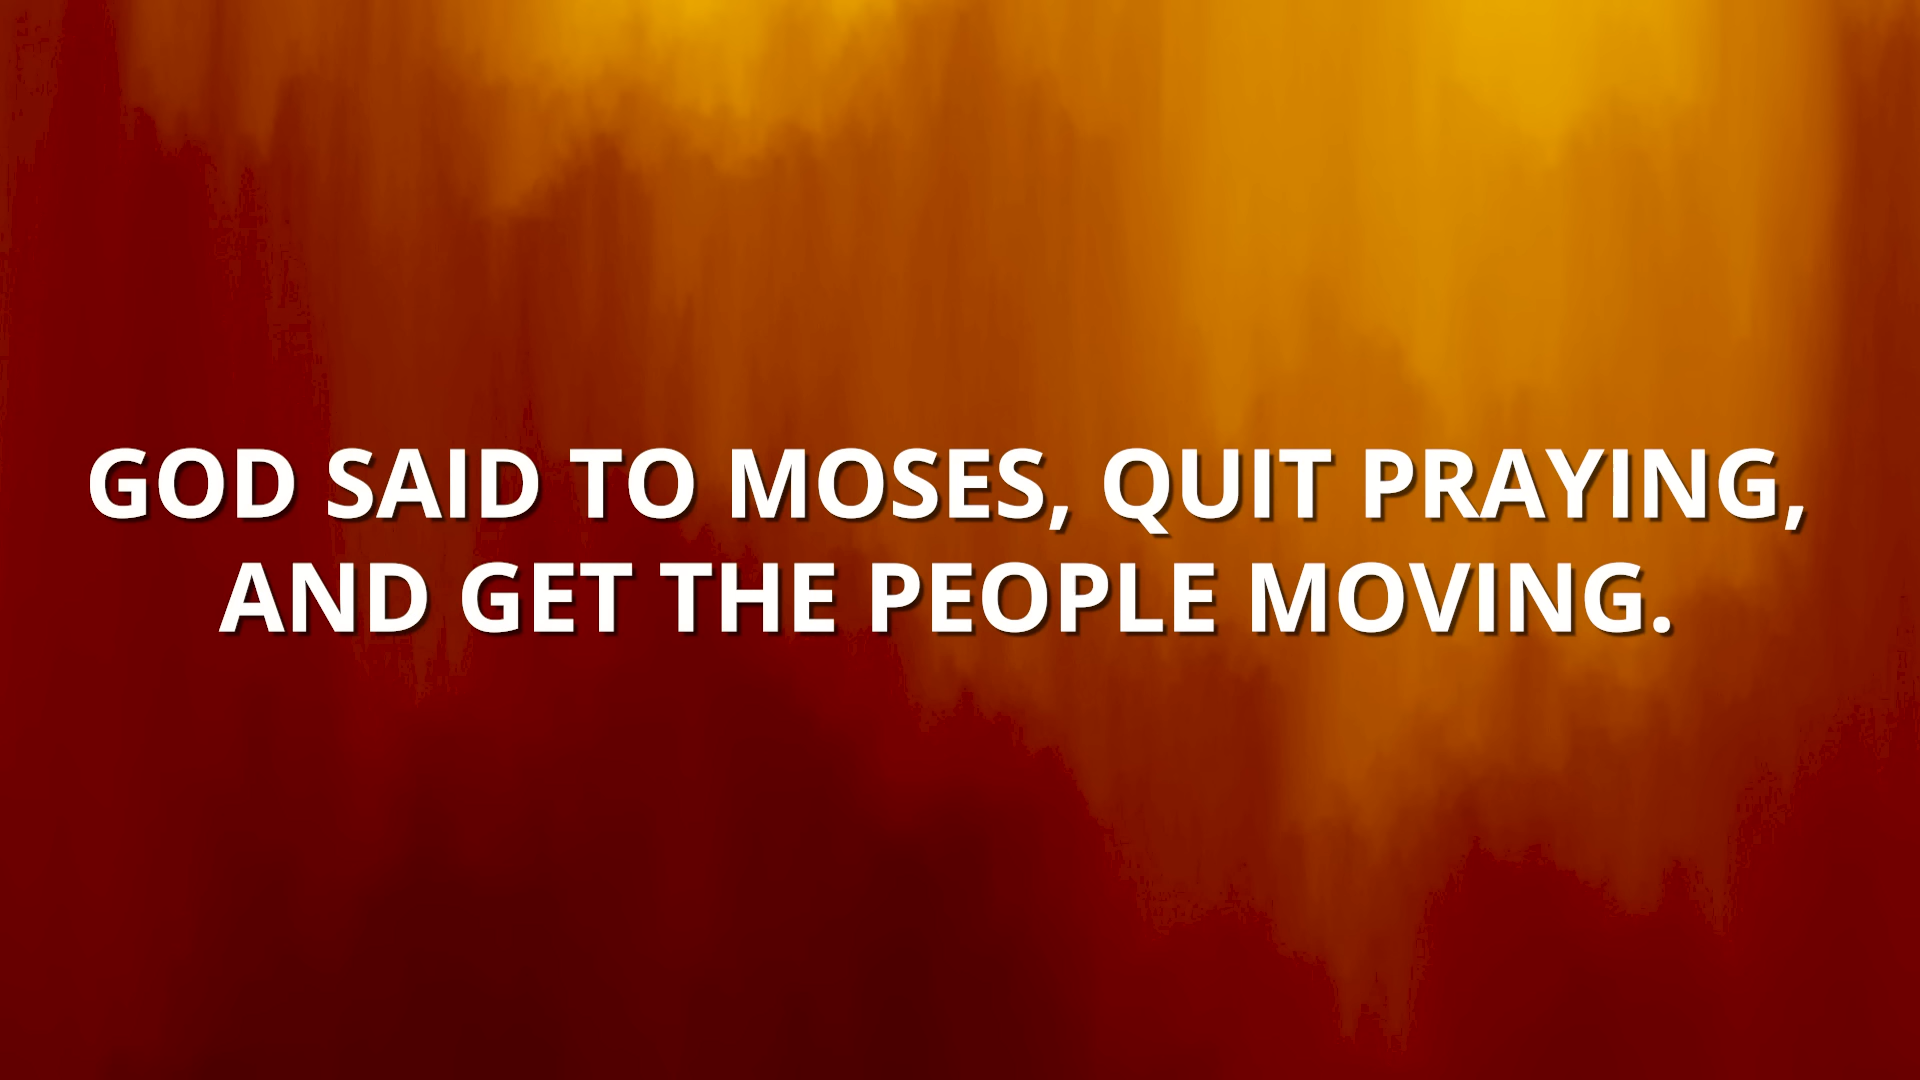 GOD SAID TO MOSES, QUIT PRAYING,
AND GET THE PEOPLE MOVING.